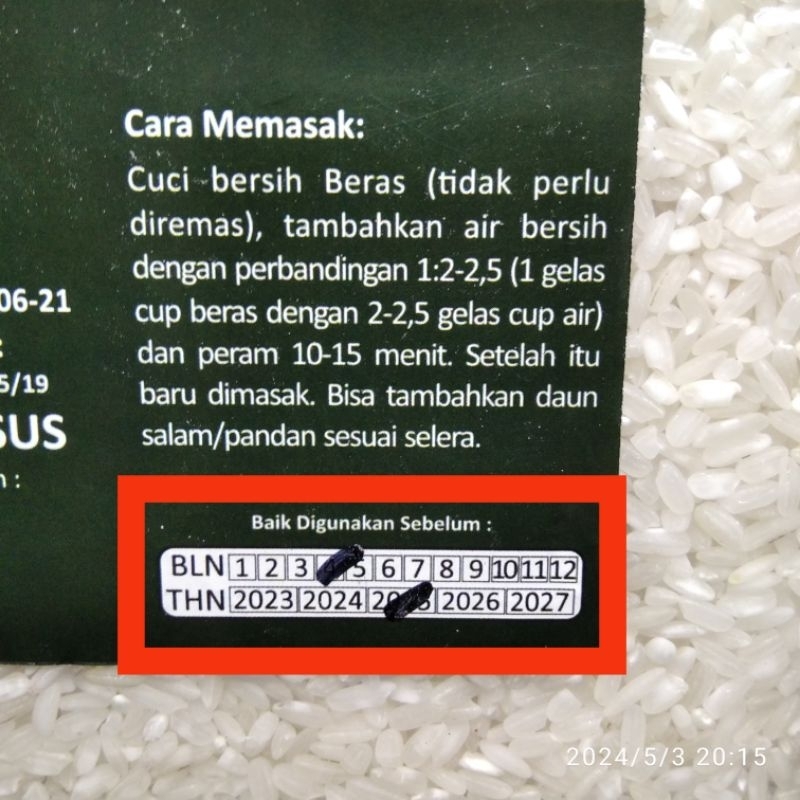 Cara Memasak:
Cuci bersih Beras (tidak perlu
diremas), tambahkan air bersih
dengan perbandingan 1:2-2,5 (1 gelas
cup beras dengan 2-2,5 gelas cup air)
dan peram 10-15 menit. Setelah itu
baru dimasak. Bisa tambahkan daun
salam/pandan sesuai selera.
06-21
:
5/19
SUS
n :
Baik Digunakan Sebelum :
BLN 1 2 3 5 6 7 8 9 10 11 12
THN 2023 2024 2026 2027
2024/5/3 20:15